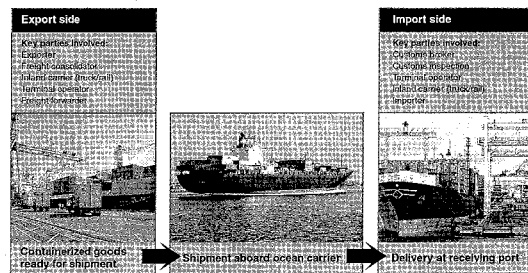 Export side
Key parties involved:
Exporter
Freight consolidator
Inland carrier (truck/rail)
Terminal operator
Freight forwarder
Containerized goods
ready for shipment
Shipment aboard ocean carrier
Import side
Key parties involved:
Customs broker
Customs inspection
Terminal operator
Inland carrier (truck/rail)
Importer
Delivery at receiving port